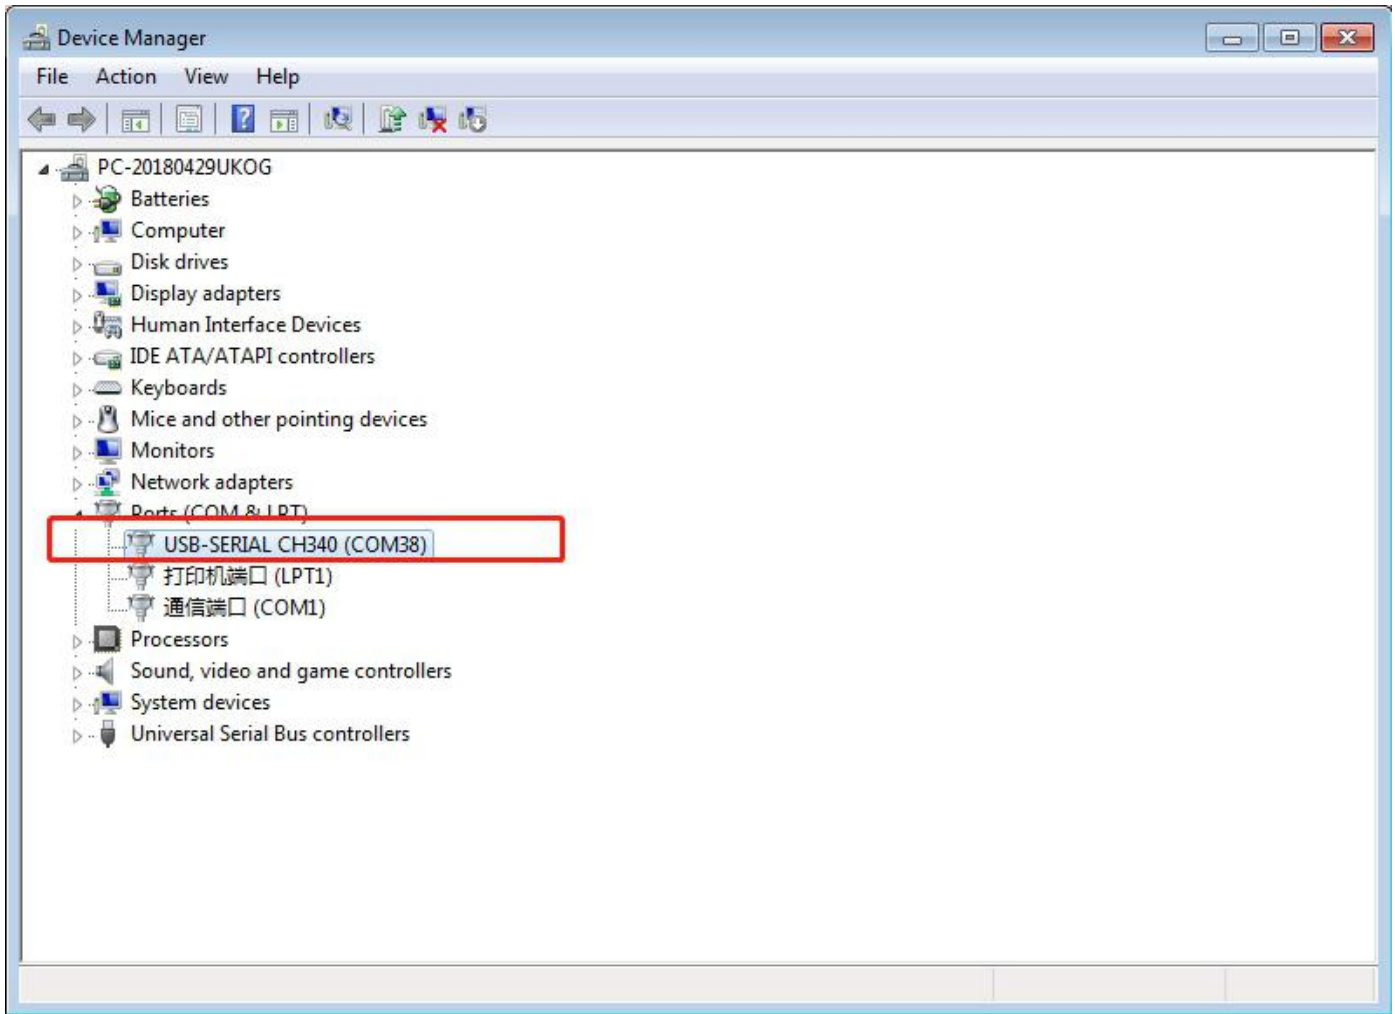 Device Manager
File Action View Help
PC-20180429UKOG
Batteries
Computer
Disk drives
Display adapters
Human Interface Devices
IDE ATA/ATAPI controllers
Keyboards
Mice and other pointing devices
Monitors
Network adapters
Ports (COM & LPT)
USB-SERIAL CH340 (COM38)
打印机端口 (LPT1)
通信端口 (COM1)
Processors
Sound, video and game controllers
System devices
Universal Serial Bus controllers